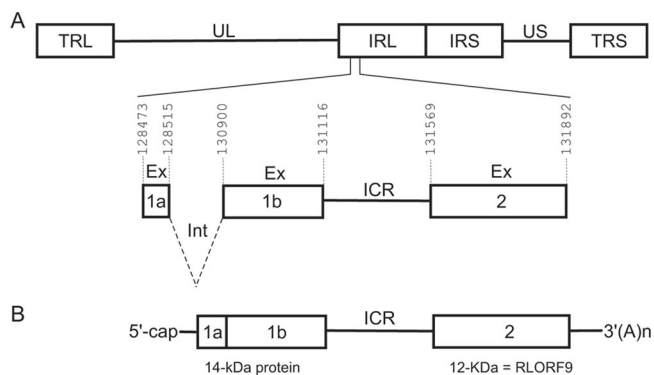 A
TRL UL IRL IRS US TRS
128473 128515 130900 131116 131569 131892
Ex Ex ICR Ex
1a 1b 2
Int
B
5'-cap 1a 1b ICR 2 3'(A)n
14-kDa protein 12-KDa = RLORF9